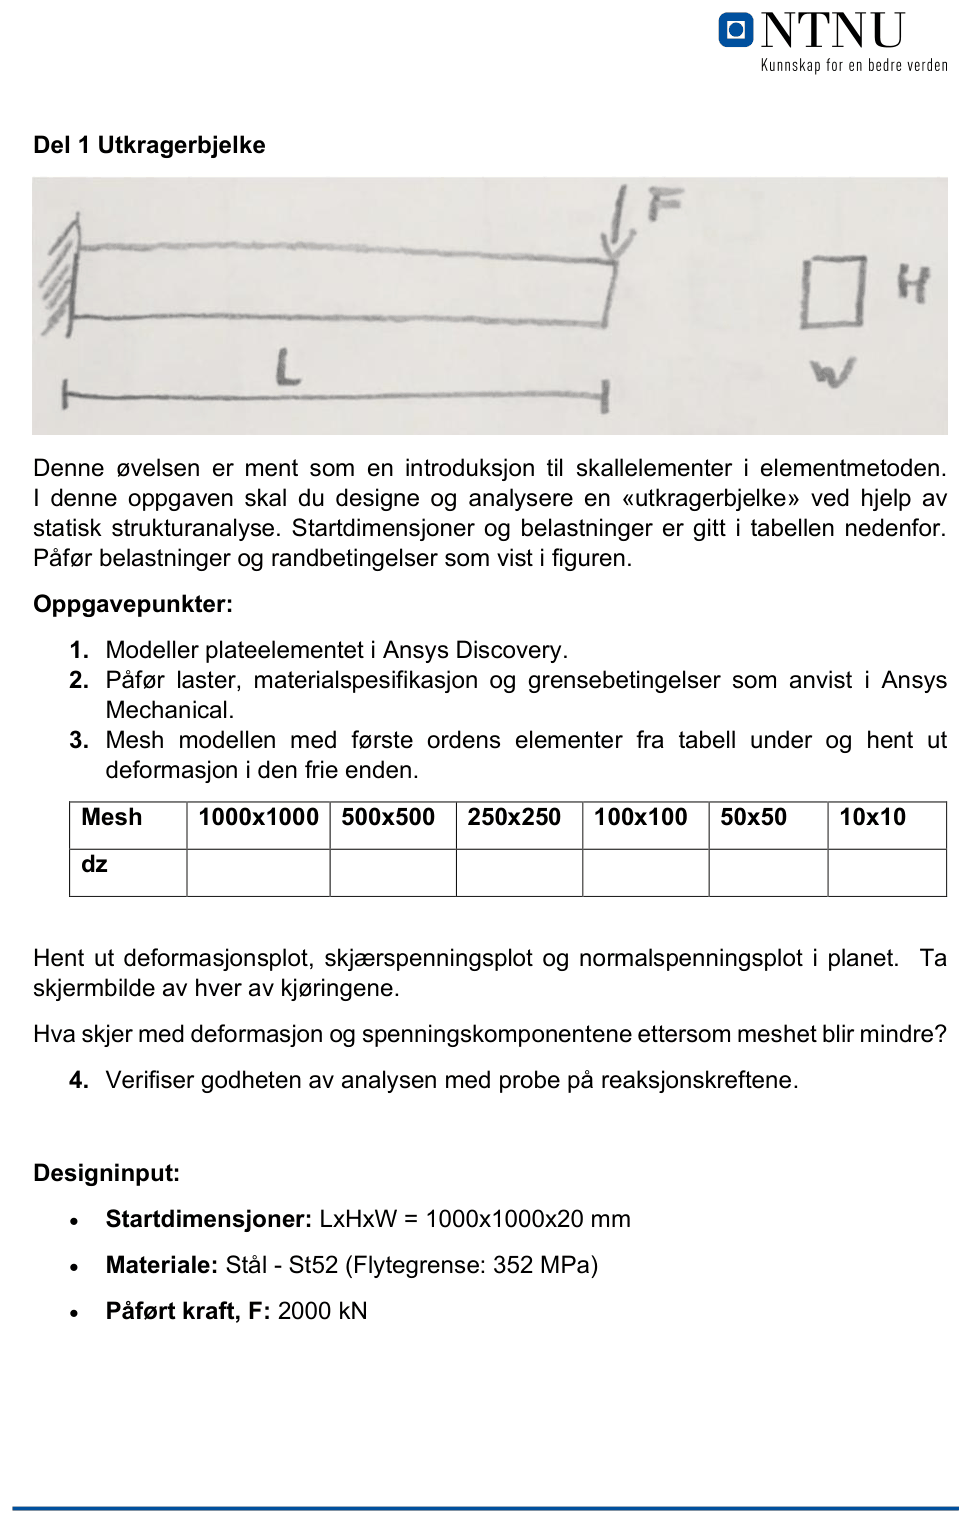 NTNU
Kunnskap for en bedre verden
Del 1 Utkragerbjelke
F
H
L
W
Denne øvelsen er ment som en introduksjon til skallelementer i elementmetoden.
I denne oppgaven skal du designe og analysere en «utkragerbjelke» ved hjelp av
statisk strukturanalyse. Startdimensjoner og belastninger er gitt i tabellen nedenfor.
Påfør belastninger og randbetingelser som vist i figuren.
Oppgavepunkter:
1. Modeller plateelementet i Ansys Discovery.
2. Påfør laster, materialspesifikasjon og grensebetingelser som anvist i Ansys
Mechanical.
3. Mesh modellen med første ordens elementer fra tabell under og hent ut
deformasjon i den frie enden.
Mesh 1000x1000 500x500 250x250 100x100 50x50 10x10
dz
Hent ut deformasjonsplot, skjærspenningsplot og normalspenningsplot i planet. Ta
skjermbilde av hver av kjøringene.
Hva skjer med deformasjon og spenningskomponentene ettersom meshet blir mindre?
4. Verifiser godheten av analysen med probe på reaksjonskreftene.
Designinput:
• Startdimensjoner: LxHxW = 1000x1000x20 mm
• Materiale: Stål - St52 (Flytegrense: 352 MPa)
• Påført kraft, F: 2000 kN